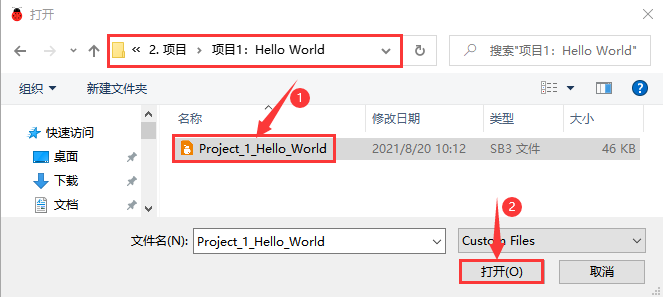 打开
« 2. 项目 › 项目1：Hello World
搜索"项目1：Hello World"
组织 新建文件夹
名称 修改日期 类型 大小
快速访问
Project_1_Hello_World 2021/8/20 10:12 SB3 文件 46 KB
桌面
下载
文档
1
2
文件名(N): Project_1_Hello_World Custom Files
打开(O) 取消